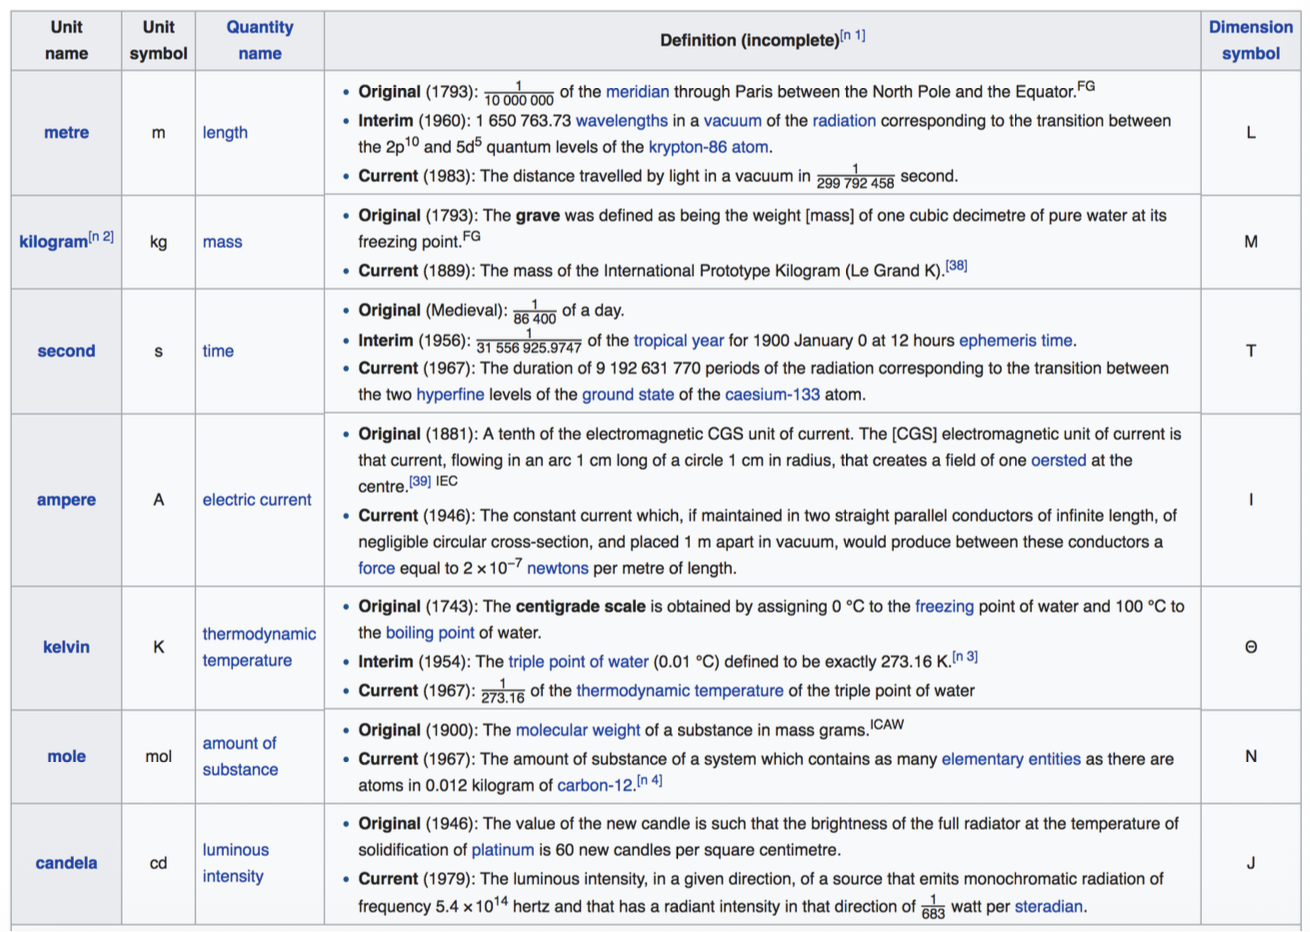 Unit name
Unit symbol
Quantity name
Definition (incomplete)[n 1]
Dimension symbol
metre
m
length
• Original (1793): 1/10 000 000 of the meridian through Paris between the North Pole and the Equator.FG
• Interim (1960): 1 650 763.73 wavelengths in a vacuum of the radiation corresponding to the transition between
the 2p10 and 5d5 quantum levels of the krypton-86 atom.
• Current (1983): The distance travelled by light in a vacuum in 1/299 792 458 second.
L
kilogram[n 2]
kg
mass
• Original (1793): The grave was defined as being the weight [mass] of one cubic decimetre of pure water at its
freezing point.FG
• Current (1889): The mass of the International Prototype Kilogram (Le Grand K).[38]
M
second
s
time
• Original (Medieval): 1/86 400 of a day.
• Interim (1956): 1/31 556 925.9747 of the tropical year for 1900 January 0 at 12 hours ephemeris time.
• Current (1967): The duration of 9 192 631 770 periods of the radiation corresponding to the transition between
the two hyperfine levels of the ground state of the caesium-133 atom.
T
ampere
A
electric current
• Original (1881): A tenth of the electromagnetic CGS unit of current. The [CGS] electromagnetic unit of current is
that current, flowing in an arc 1 cm long of a circle 1 cm in radius, that creates a field of one oersted at the
centre.[39] IEC
• Current (1946): The constant current which, if maintained in two straight parallel conductors of infinite length, of
negligible circular cross-section, and placed 1 m apart in vacuum, would produce between these conductors a
force equal to 2 × 10−7 newtons per metre of length.
I
kelvin
K
thermodynamic
temperature
• Original (1743): The centigrade scale is obtained by assigning 0 °C to the freezing point of water and 100 °C to
the boiling point of water.
• Interim (1954): The triple point of water (0.01 °C) defined to be exactly 273.16 K.[n 3]
• Current (1967): 1/273.16 of the thermodynamic temperature of the triple point of water
Θ
mole
mol
amount of
substance
• Original (1900): The molecular weight of a substance in mass grams.ICAW
• Current (1967): The amount of substance of a system which contains as many elementary entities as there are
atoms in 0.012 kilogram of carbon-12.[n 4]
N
candela
cd
luminous
intensity
• Original (1946): The value of the new candle is such that the brightness of the full radiator at the temperature of
solidification of platinum is 60 new candles per square centimetre.
• Current (1979): The luminous intensity, in a given direction, of a source that emits monochromatic radiation of
frequency 5.4 × 1014 hertz and that has a radiant intensity in that direction of 1/683 watt per steradian.
J